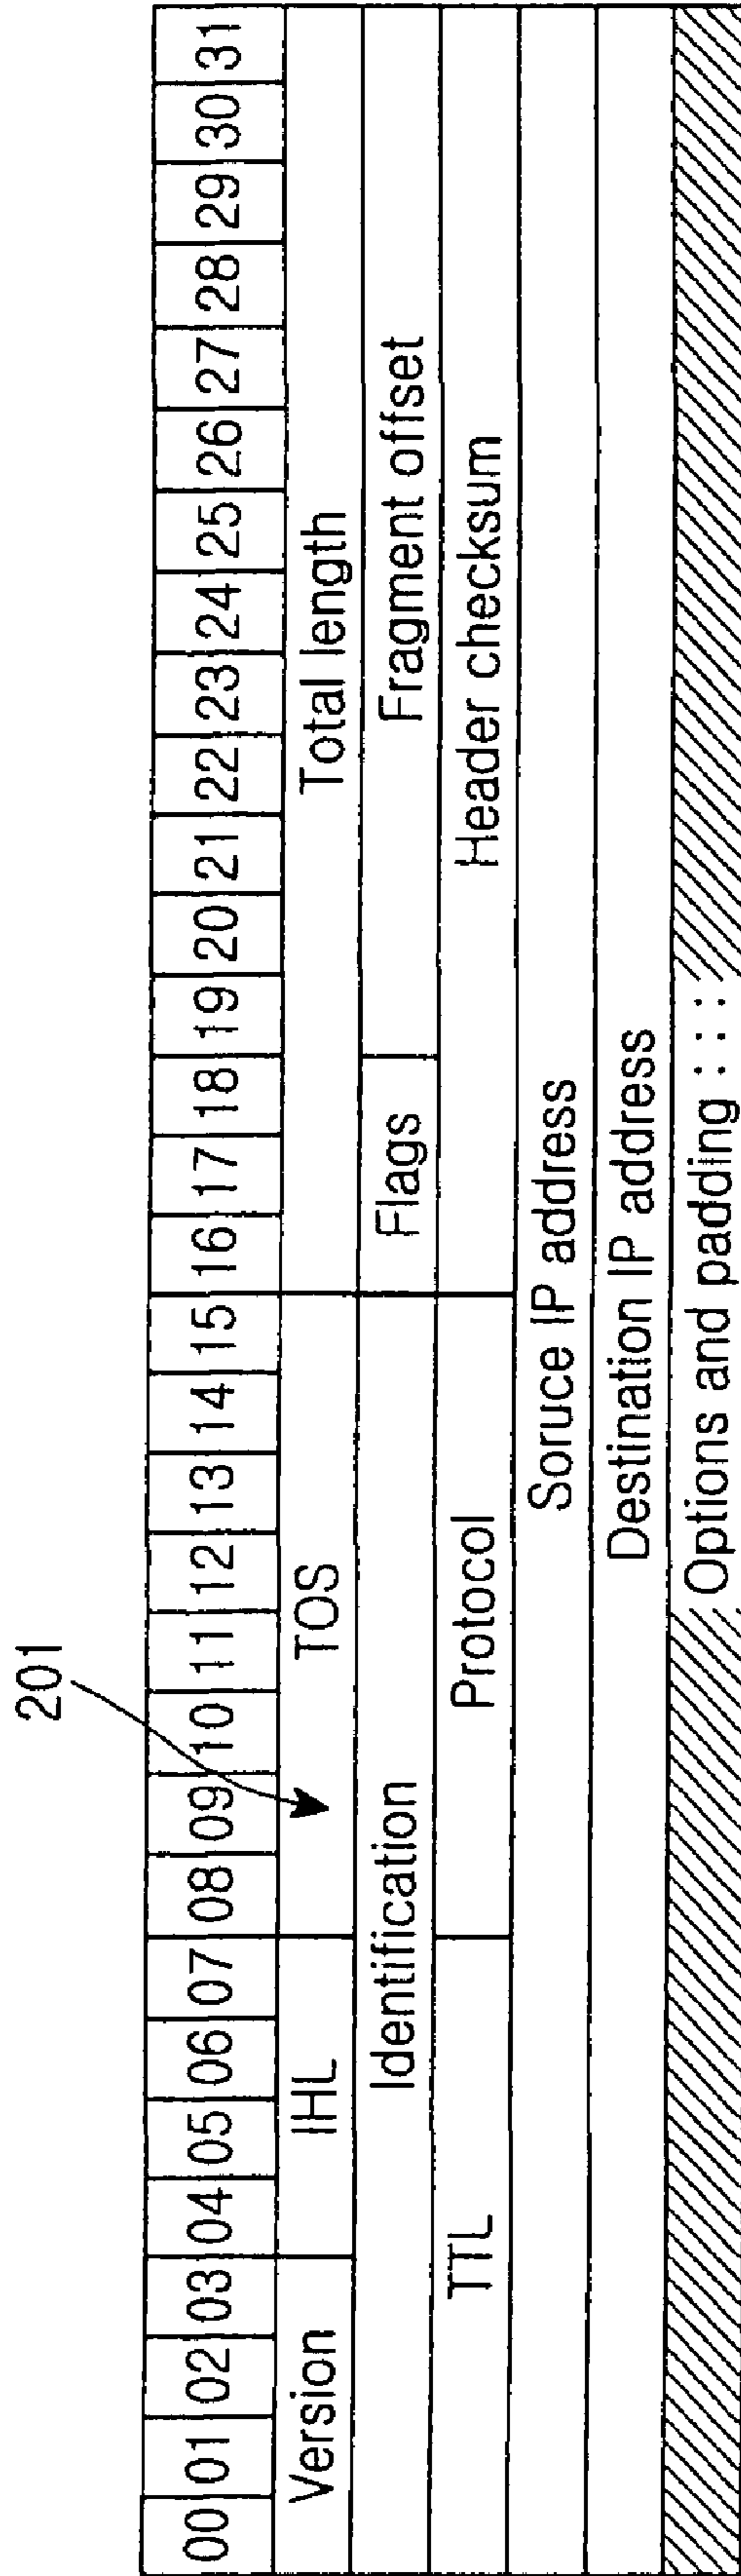 201
00 01 02 03 04 05 06 07 08 09 10 11 12 13 14 15 16 17 18 19 20 21 22 23 24 25 26 27 28 29 30 31
Version IHL TOS Total length
Identification Flags Fragment offset
TTL Protocol Header checksum
Soruce IP address
Destination IP address
Options and padding : : :